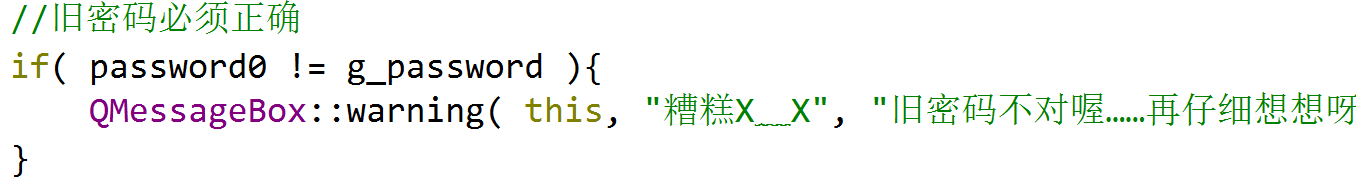 //旧密码必须正确
if( password0 != g_password ){
    QMessageBox::warning( this, "糟糕X﹏X", "旧密码不对喔……再仔细想想呀
}